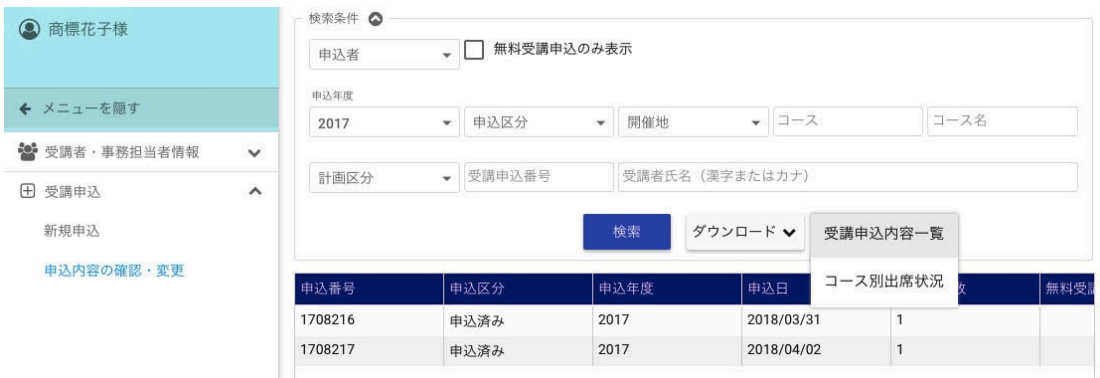 商標花子様
メニューを隠す
受講者・事務担当者情報
受講申込
新規申込
申込内容の確認・変更
検索条件
申込者
無料受講申込のみ表示
申込年度
2017 申込区分 開催地 コース コース名
計画区分 受講申込番号 受講者氏名（漢字またはカナ）
検索 ダウンロード 受講申込内容一覧
コース別出席状況
申込番号 申込区分 申込年度 申込日 数 無料受講
1708216 申込済み 2017 2018/03/31 1
1708217 申込済み 2017 2018/04/02 1